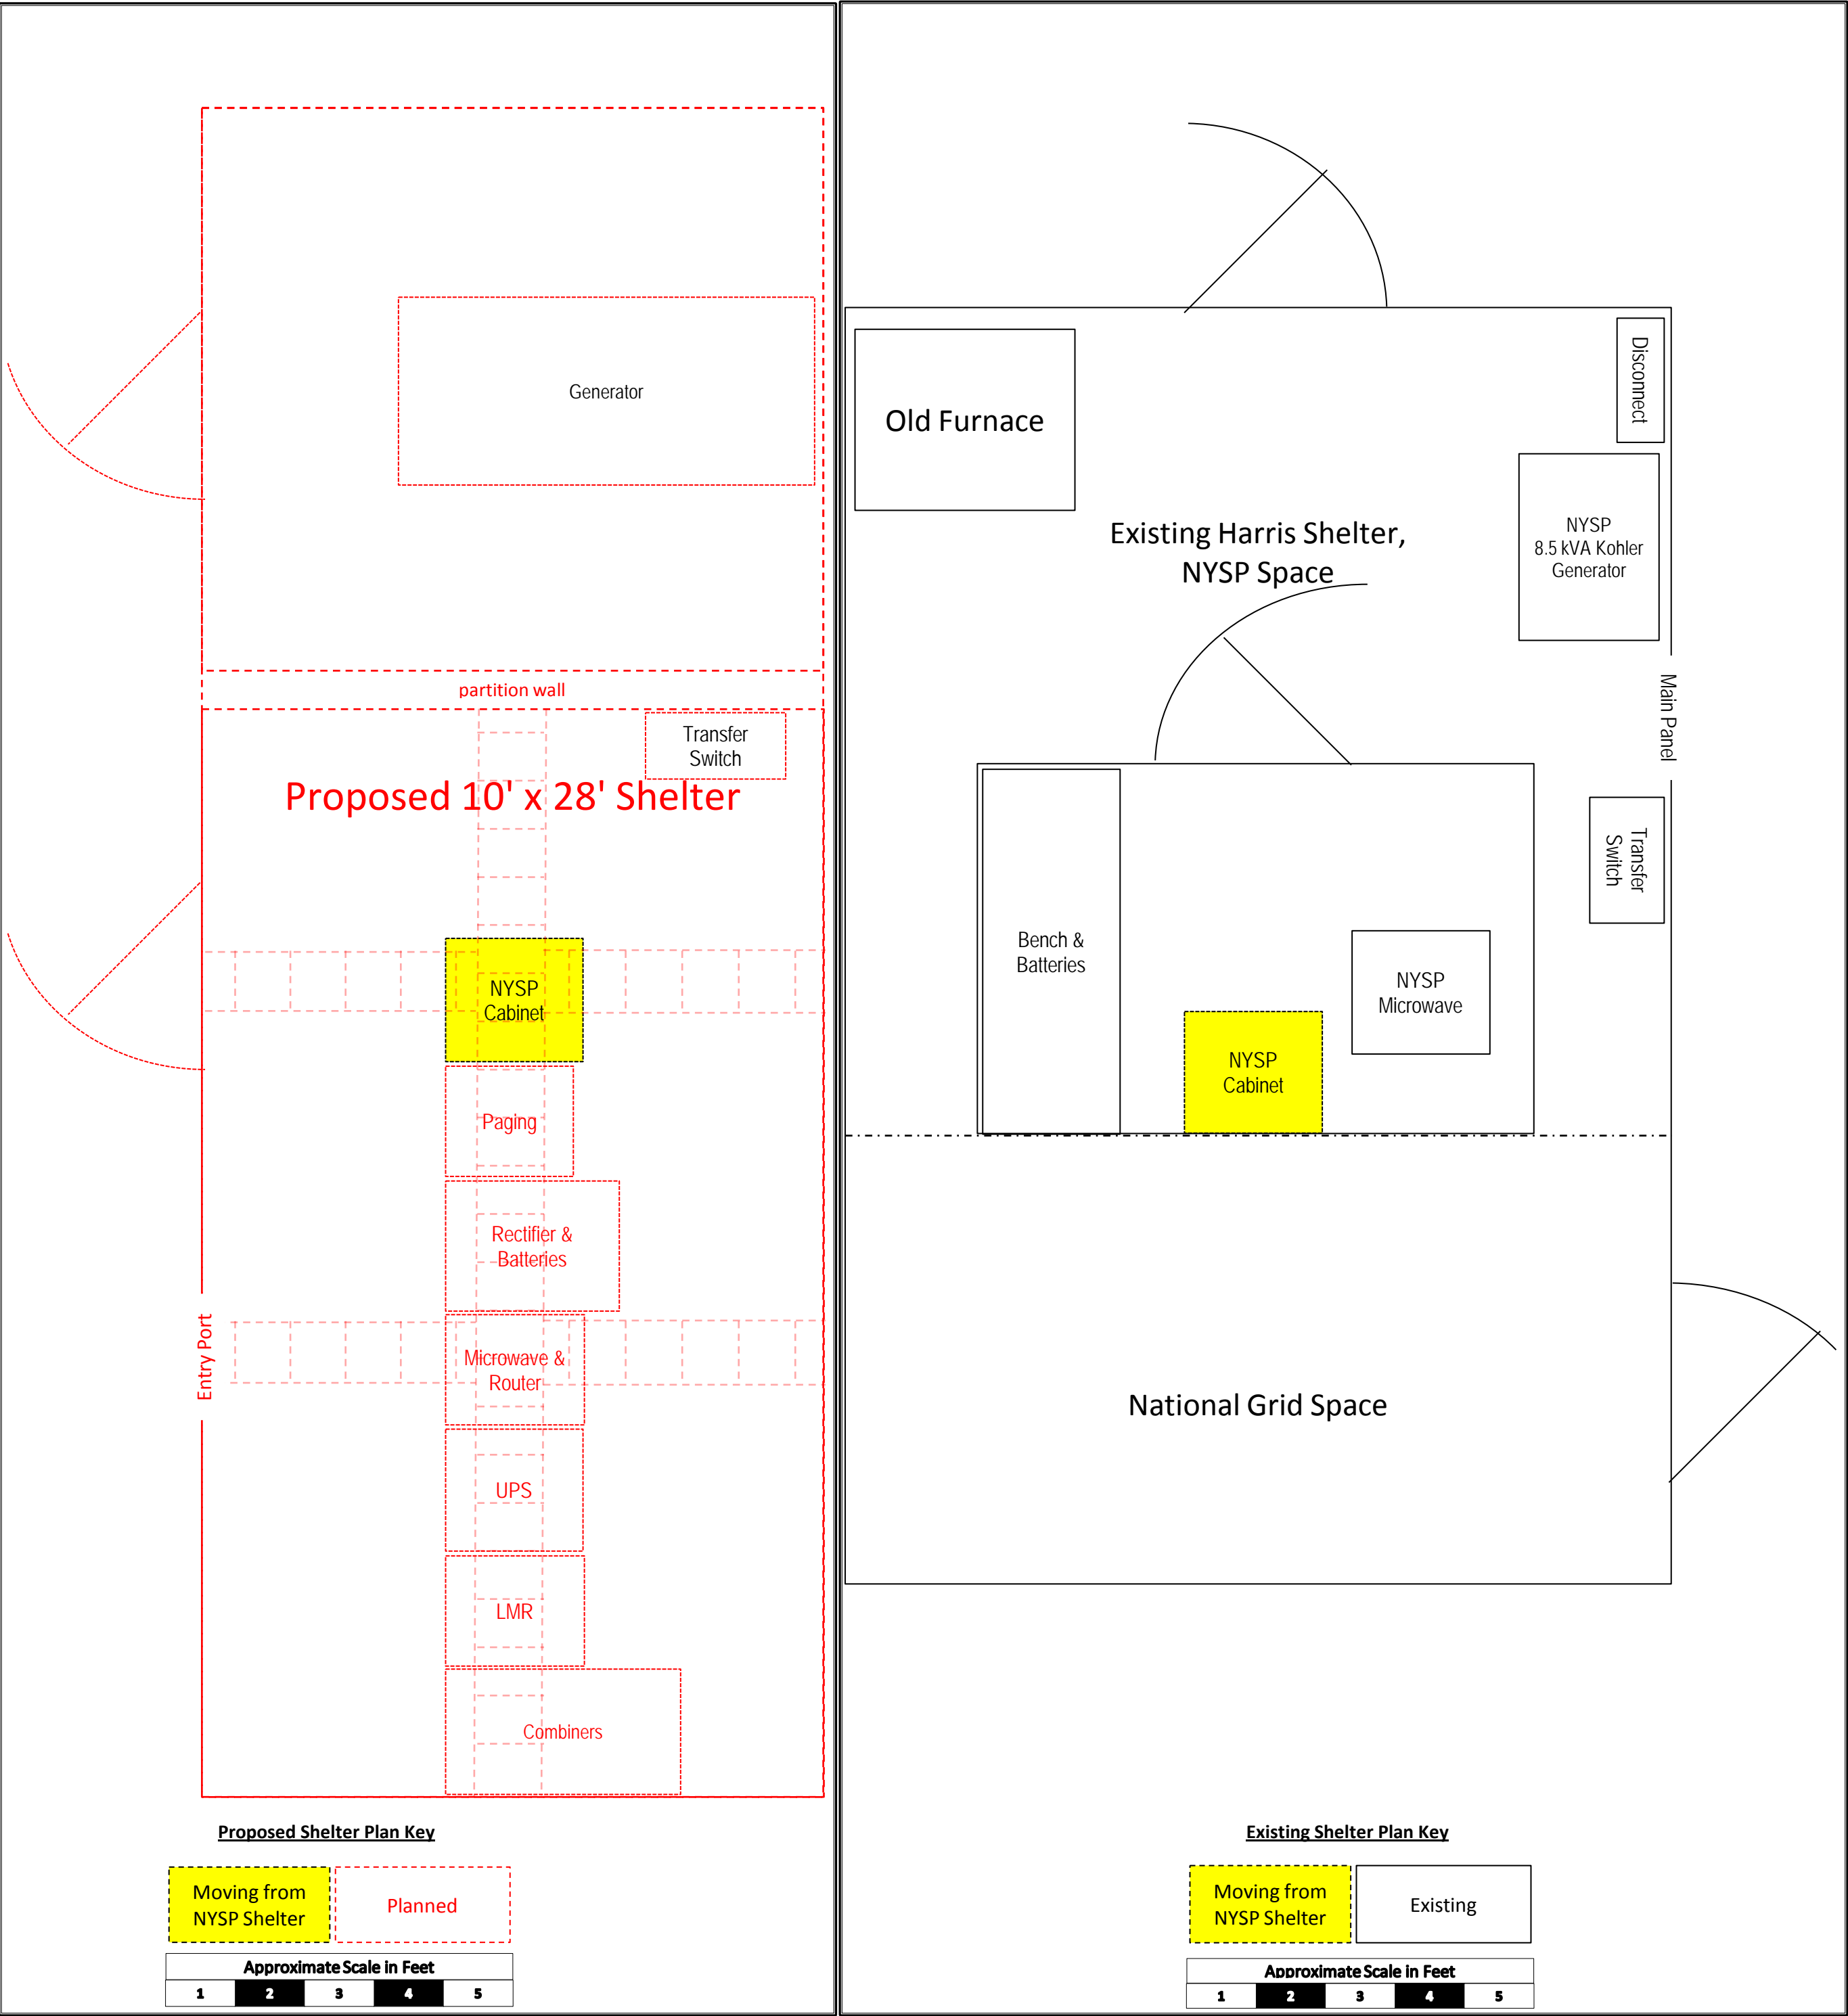 Generator
partition wall
Transfer
Switch
Proposed 10' x 28' Shelter
NYSP
Cabinet
Paging
Rectifier &
Batteries
Entry Port
Microwave &
Router
UPS
LMR
Combiners
Proposed Shelter Plan Key
Moving from
NYSP Shelter
Planned
Approximate Scale in Feet
1 2 3 4 5
Disconnect
Old Furnace
Existing Harris Shelter,
NYSP Space
NYSP
8.5 kVA Kohler
Generator
Main Panel
Transfer
Switch
Bench &
Batteries
NYSP
Microwave
NYSP
Cabinet
National Grid Space
Existing Shelter Plan Key
Moving from
NYSP Shelter
Existing
Approximate Scale in Feet
1 2 3 4 5